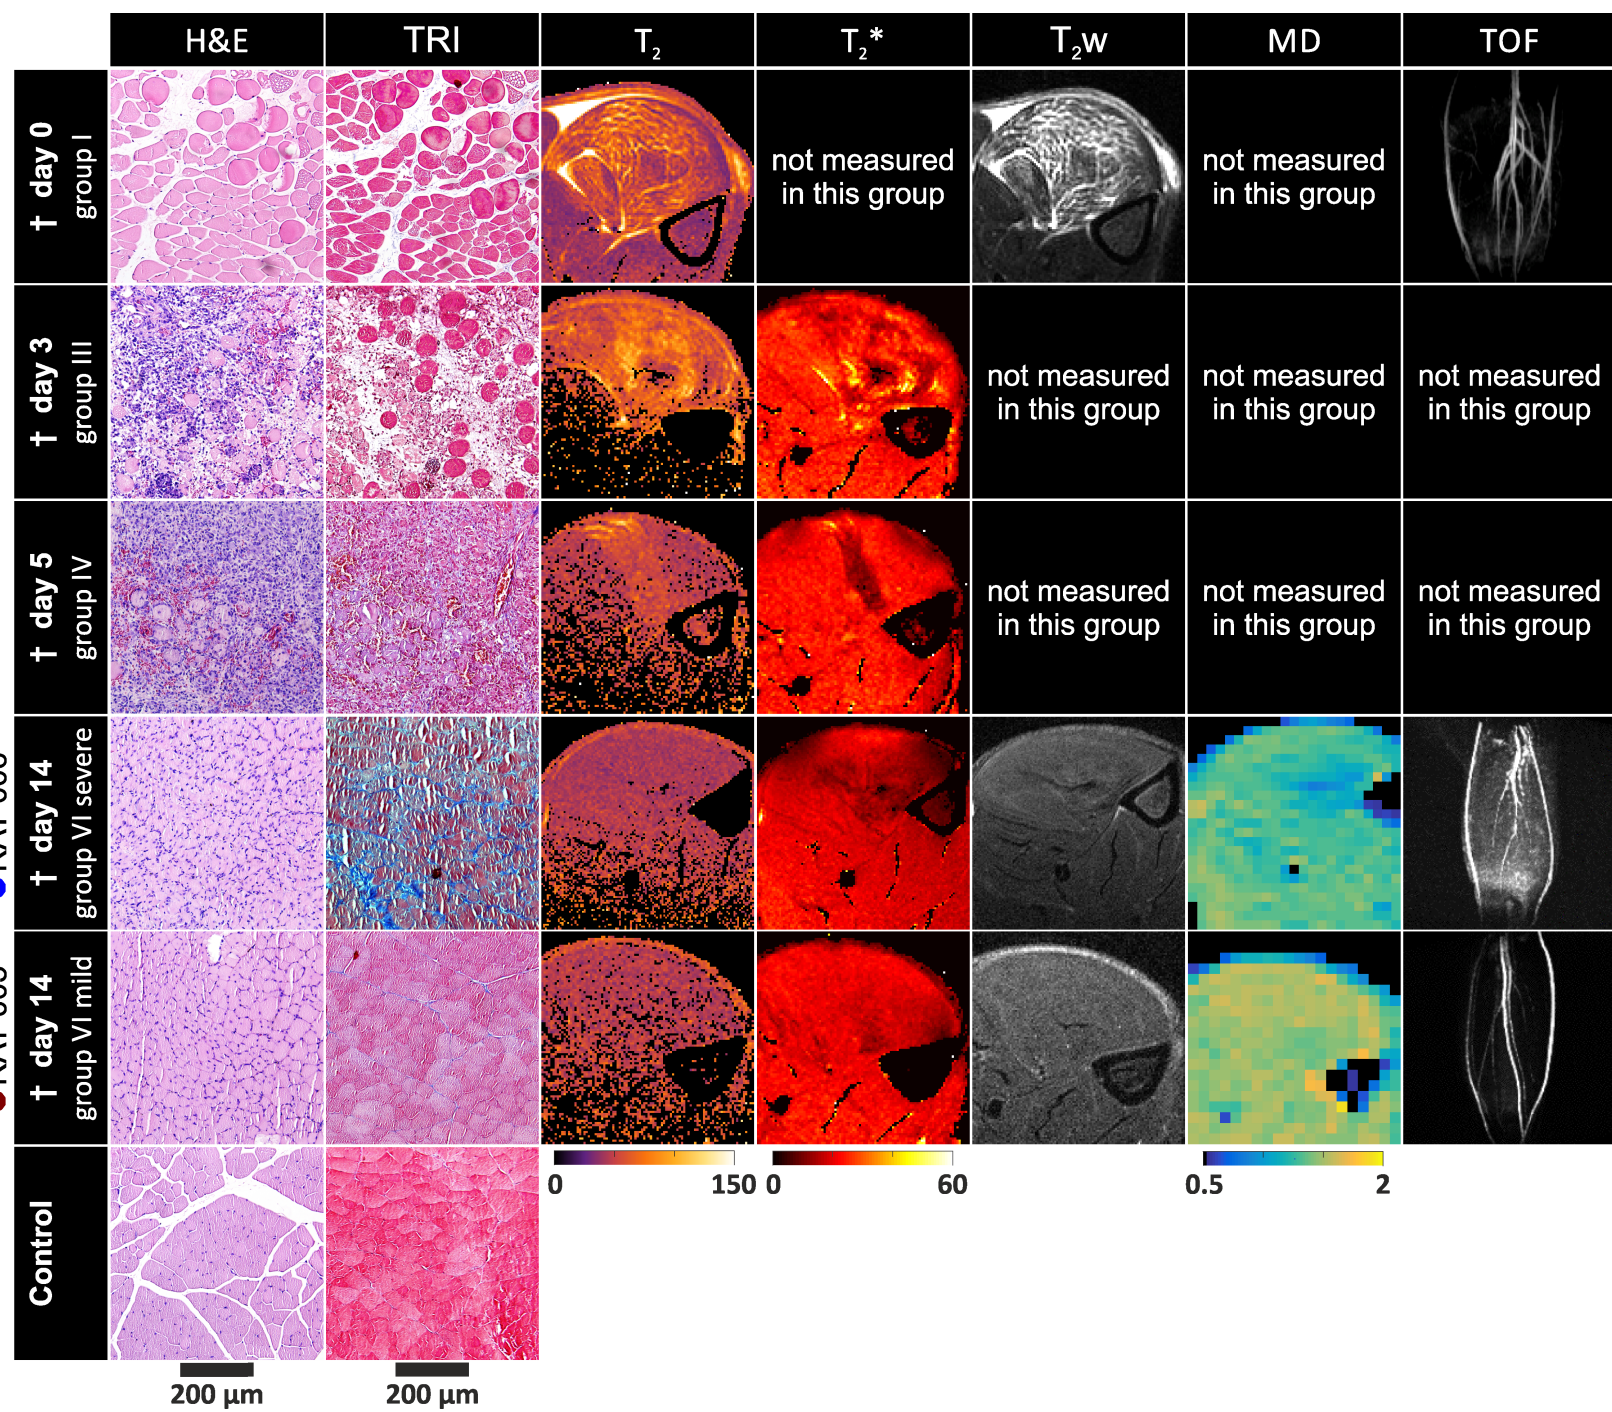 H&E TRI T2 T2* T2w MD TOF
† day 0
group I
not measured
in this group
not measured
in this group
† day 3
group III
not measured
in this group
not measured
in this group
not measured
in this group
† day 5
group IV
not measured
in this group
not measured
in this group
not measured
in this group
† day 14
group VI severe
† day 14
group VI mild
Control
0 150
0 60
0.5 2
200 µm
200 µm